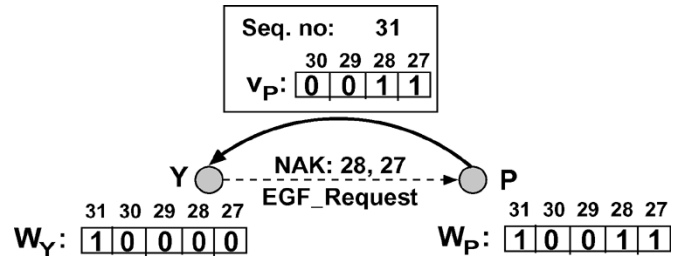 Seq. no: 31
30 29 28 27
vP: 0 0 1 1
NAK: 28, 27
Y P
EGF_Request
31 30 29 28 27
WY: 1 0 0 0 0
31 30 29 28 27
WP: 1 0 0 1 1